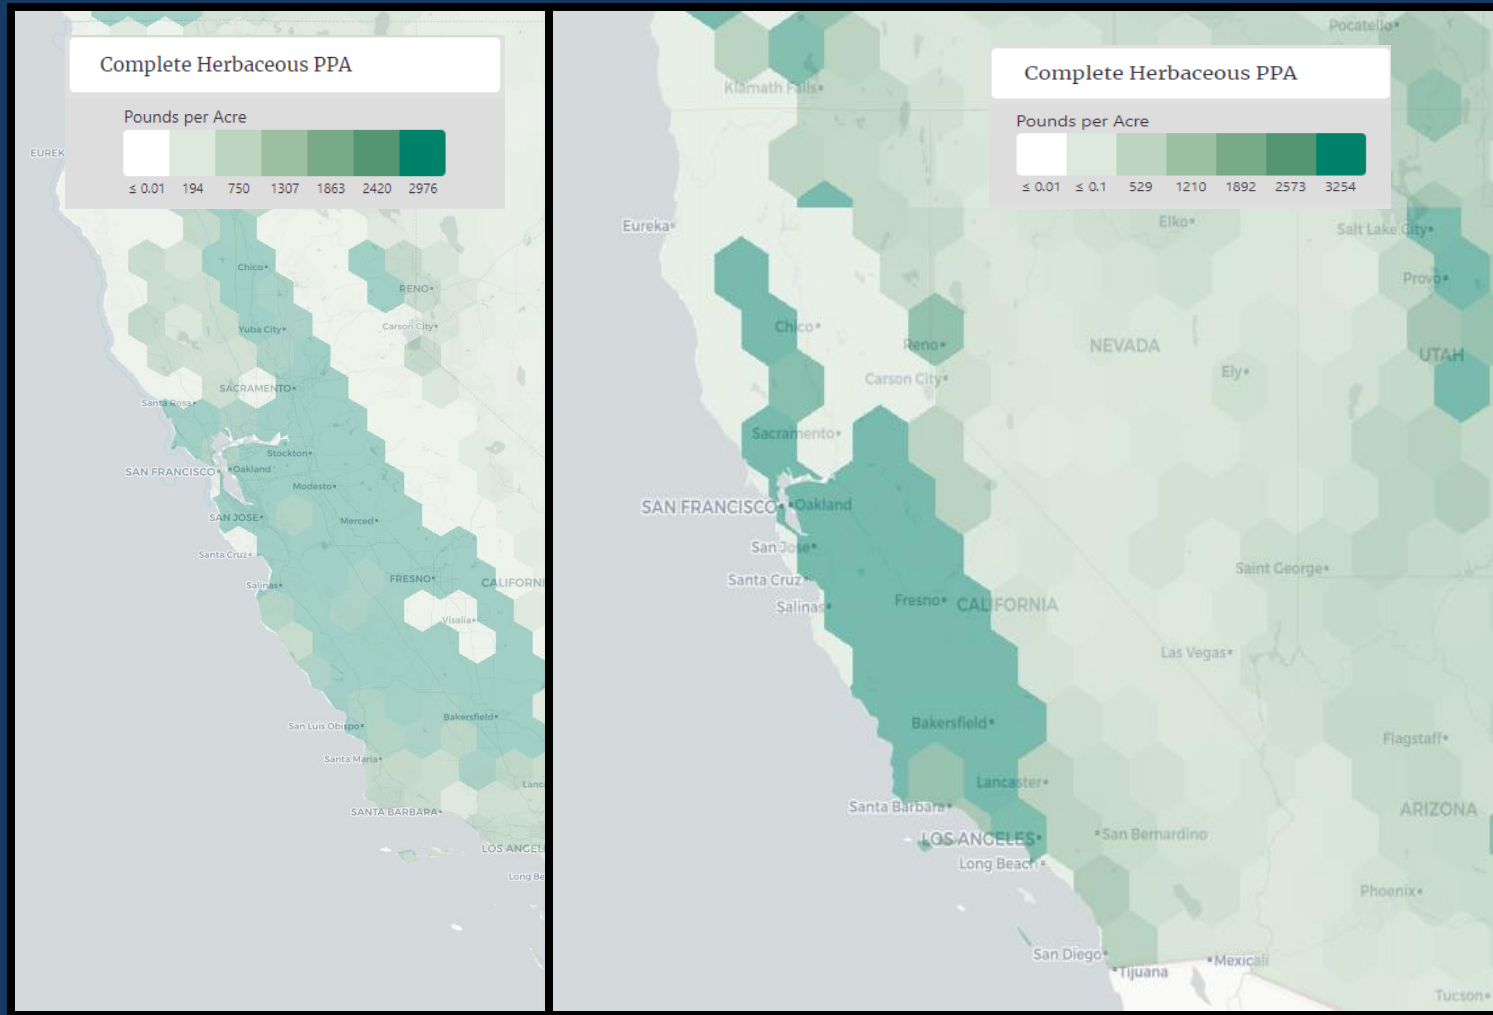 Complete Herbaceous PPA
Pounds per Acre
≤ 0.01 194 750 1307 1863 2420 2976
EUREK
Chico
RENO
Yuba City
Carson City
SACRAMENTO
Santa Rosa
Stockton
SAN FRANCISCO
Oakland
Modesto
SAN JOSE
Merced
Santa Cruz
FRESNO
CALIFORNI
Salinas
Visalia
San Luis Obispo
Bakersfield
Santa Maria
Lanc
SANTA BARBARA
LOS ANGEL
Long Be
Pocatello
Complete Herbaceous PPA
Klamath Falls
Pounds per Acre
≤ 0.01 ≤ 0.1 529 1210 1892 2573 3254
Eureka
Elko
Salt Lake City
Provo
Chico
Reno
NEVADA
UTAH
Carson City
Ely
Sacramento
SAN FRANCISCO
Oakland
San Jose
Saint George
Santa Cruz
Fresno
CALIFORNIA
Salinas
Las Vegas
Bakersfield
Flagstaff
Lancaster
Santa Barbara
ARIZONA
LOS ANGELES
San Bernardino
Long Beach
Phoenix
San Diego
Mexicali
Tijuana
Tucson